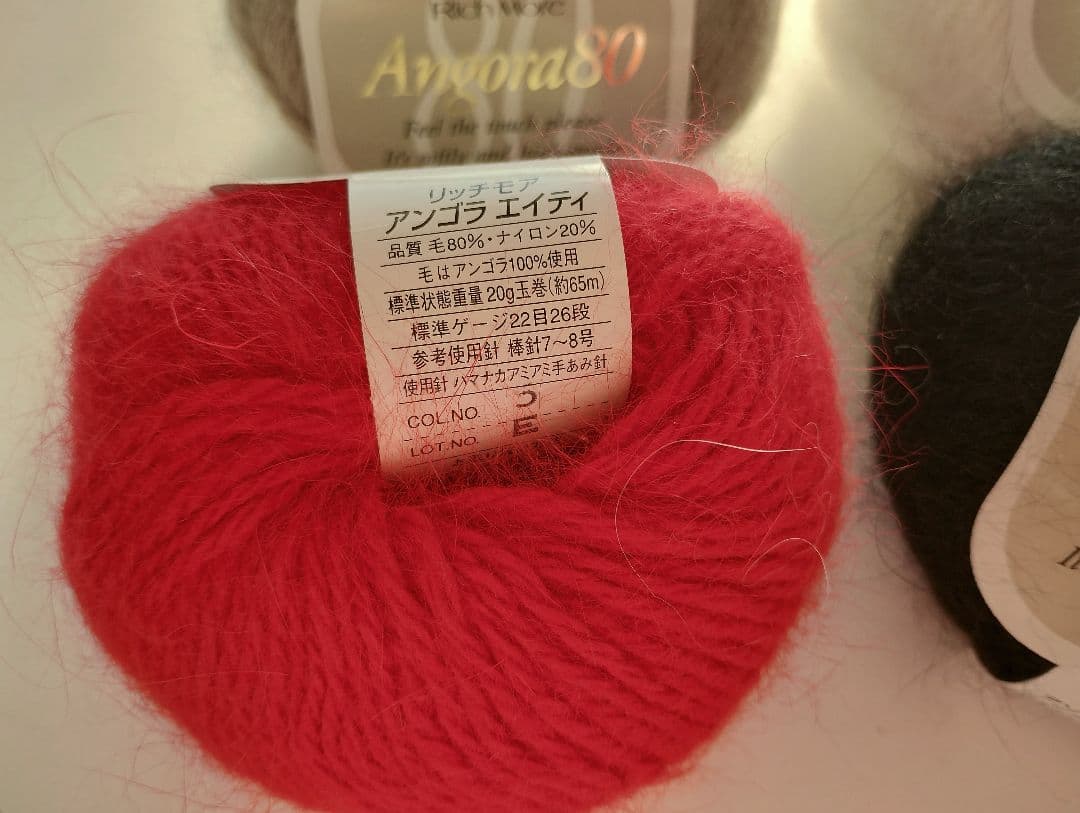 Rich More
Angora80
Feel the touch please
It's softly and
リッチモア
アンゴラ エイティ
品質 毛80%・ナイロン20%
毛はアンゴラ100%使用
標準状態重量 20g玉巻(約65m)
標準ゲージ22目26段
参考使用針 棒針7〜8号
使用針 ハマナカアミアミ手あみ針
COL.NO.
LOT.NO.